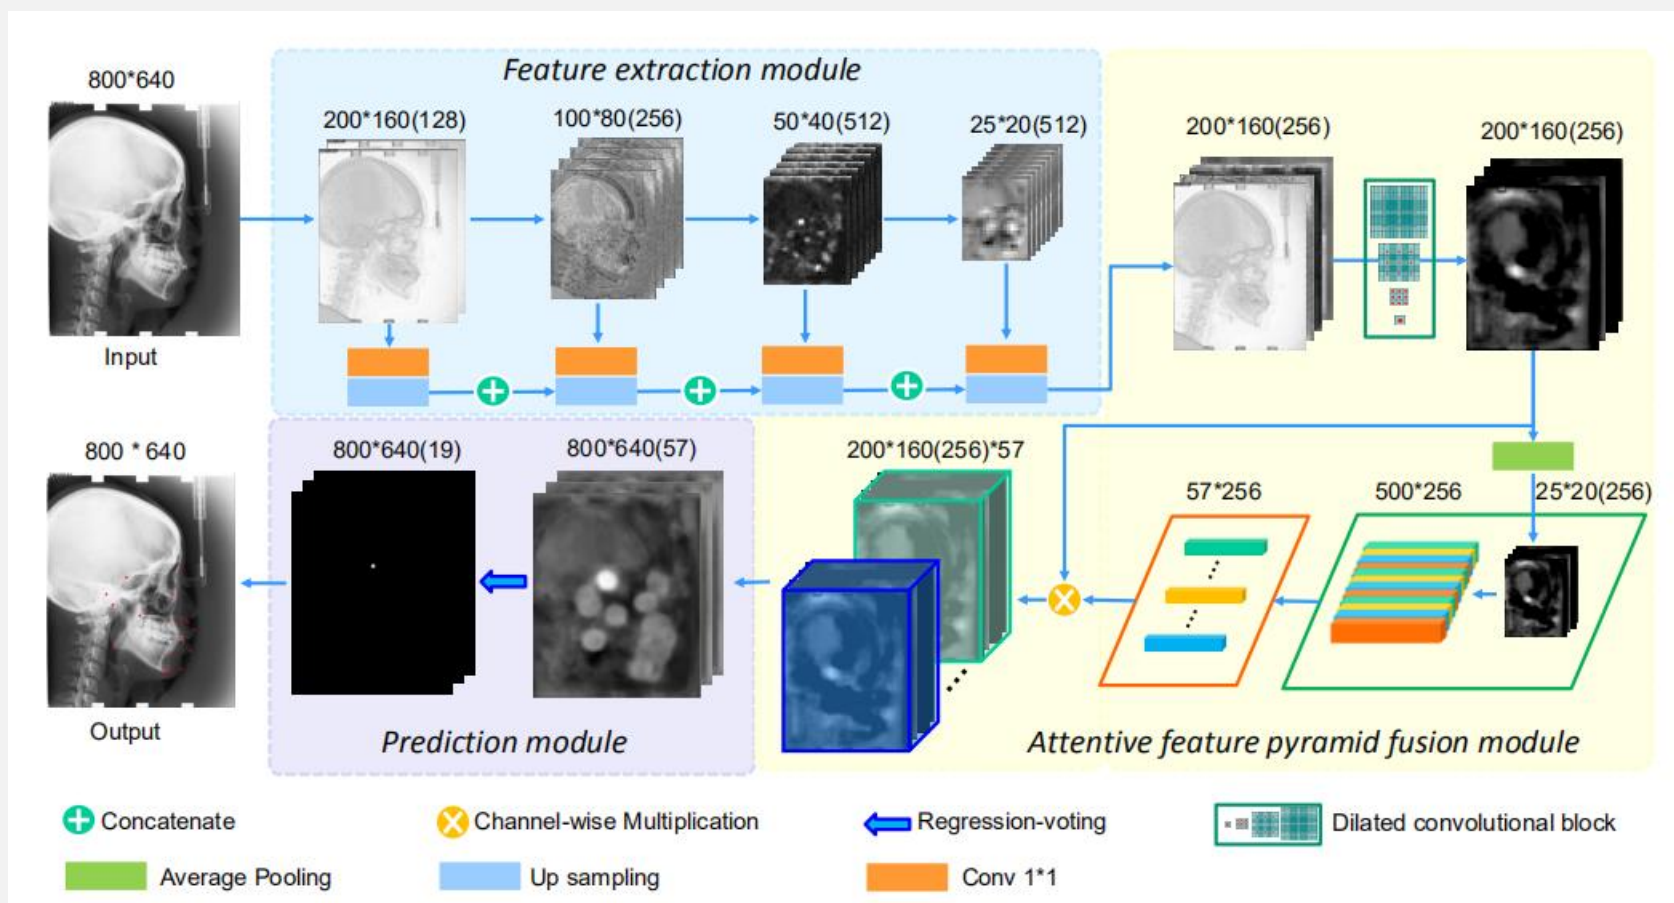 Feature extraction module
800*640
200*160(128)
100*80(256)
50*40(512)
25*20(512)
200*160(256)
200*160(256)
Input
800 * 640
800*640(19)
800*640(57)
200*160(256)*57
57*256
500*256
25*20(256)
Output
Prediction module
Attentive feature pyramid fusion module
Concatenate
Channel-wise Multiplication
Regression-voting
Dilated convolutional block
Average Pooling
Up sampling
Conv 1*1